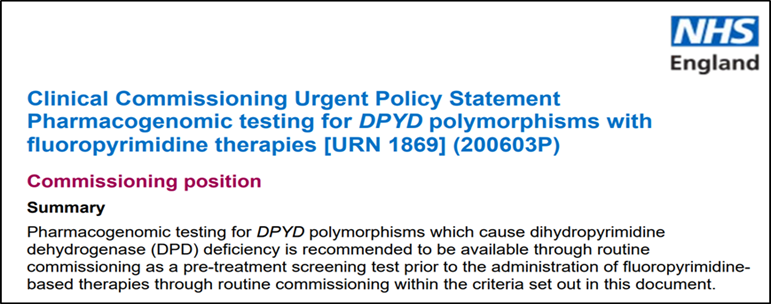 NHS
England
Clinical Commissioning Urgent Policy Statement
Pharmacogenomic testing for DPYD polymorphisms with
fluoropyrimidine therapies [URN 1869] (200603P)
Commissioning position
Summary
Pharmacogenomic testing for DPYD polymorphisms which cause dihydropyrimidine
dehydrogenase (DPD) deficiency is recommended to be available through routine
commissioning as a pre-treatment screening test prior to the administration of fluoropyrimidine-
based therapies through routine commissioning within the criteria set out in this document.